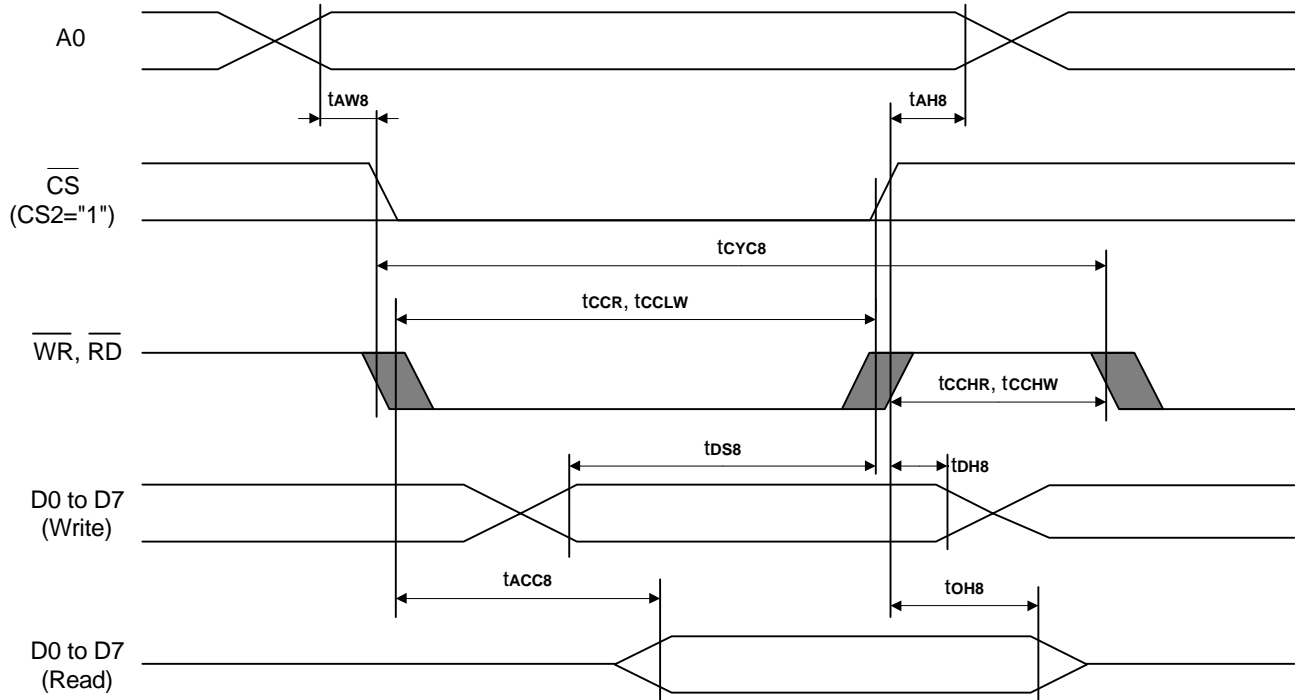 A0
tAW8
tAH8
CS
(CS2="1")
tCYC8
tCCR, tCCLW
WR, RD
tCCHR, tCCHW
tDS8
tDH8
D0 to D7
(Write)
tACC8
tOH8
D0 to D7
(Read)